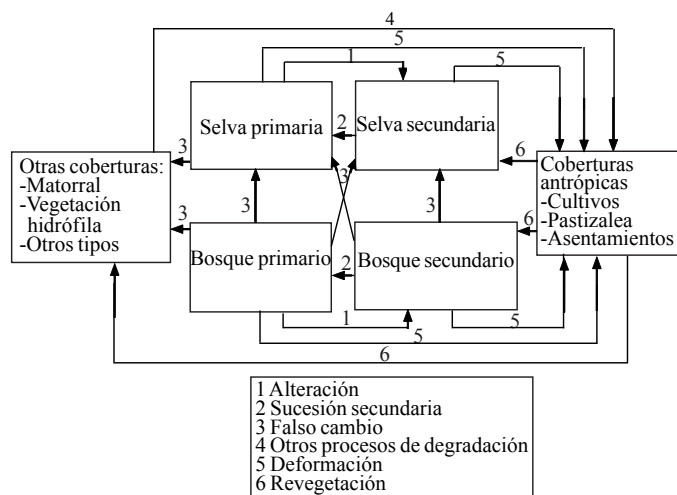 4
5
1
5
Selva primaria
2
Selva secundaria
3
6
Otras coberturas:
-Matorral
-Vegetación
hidrófila
-Otros tipos
Coberturas
antrópicas
-Cultivos
-Pastizalea
-Asentamientos
3
3
3
3
6
Bosque primario
2
Bosque secundario
1
5
5
6
1 Alteración
2 Sucesión secundaria
3 Falso cambio
4 Otros procesos de degradación
5 Deformación
6 Revegetación